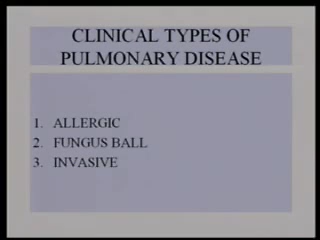 CLINICAL TYPES OF
PULMONARY DISEASE
1. ALLERGIC
2. FUNGUS BALL
3. INVASIVE